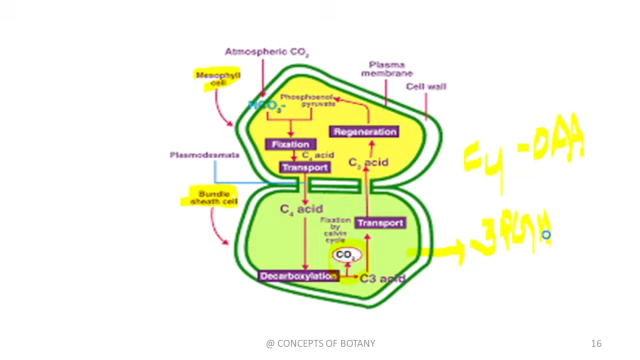 Atmospheric CO2
Plasma
membrane
Cell wall
Mesophyll
cell
HCO3-
Phosphoenol
pyruvate
Regeneration
Fixation
C4 acid
Transport
C3 acid
Plasmodesmata
Bundle
sheath cell
C4 acid
Fixation
by
calvin
cycle
Transport
CO2
Decarboxylation
C3 acid
C4 - OAA
@ CONCEPTS OF BOTANY
16